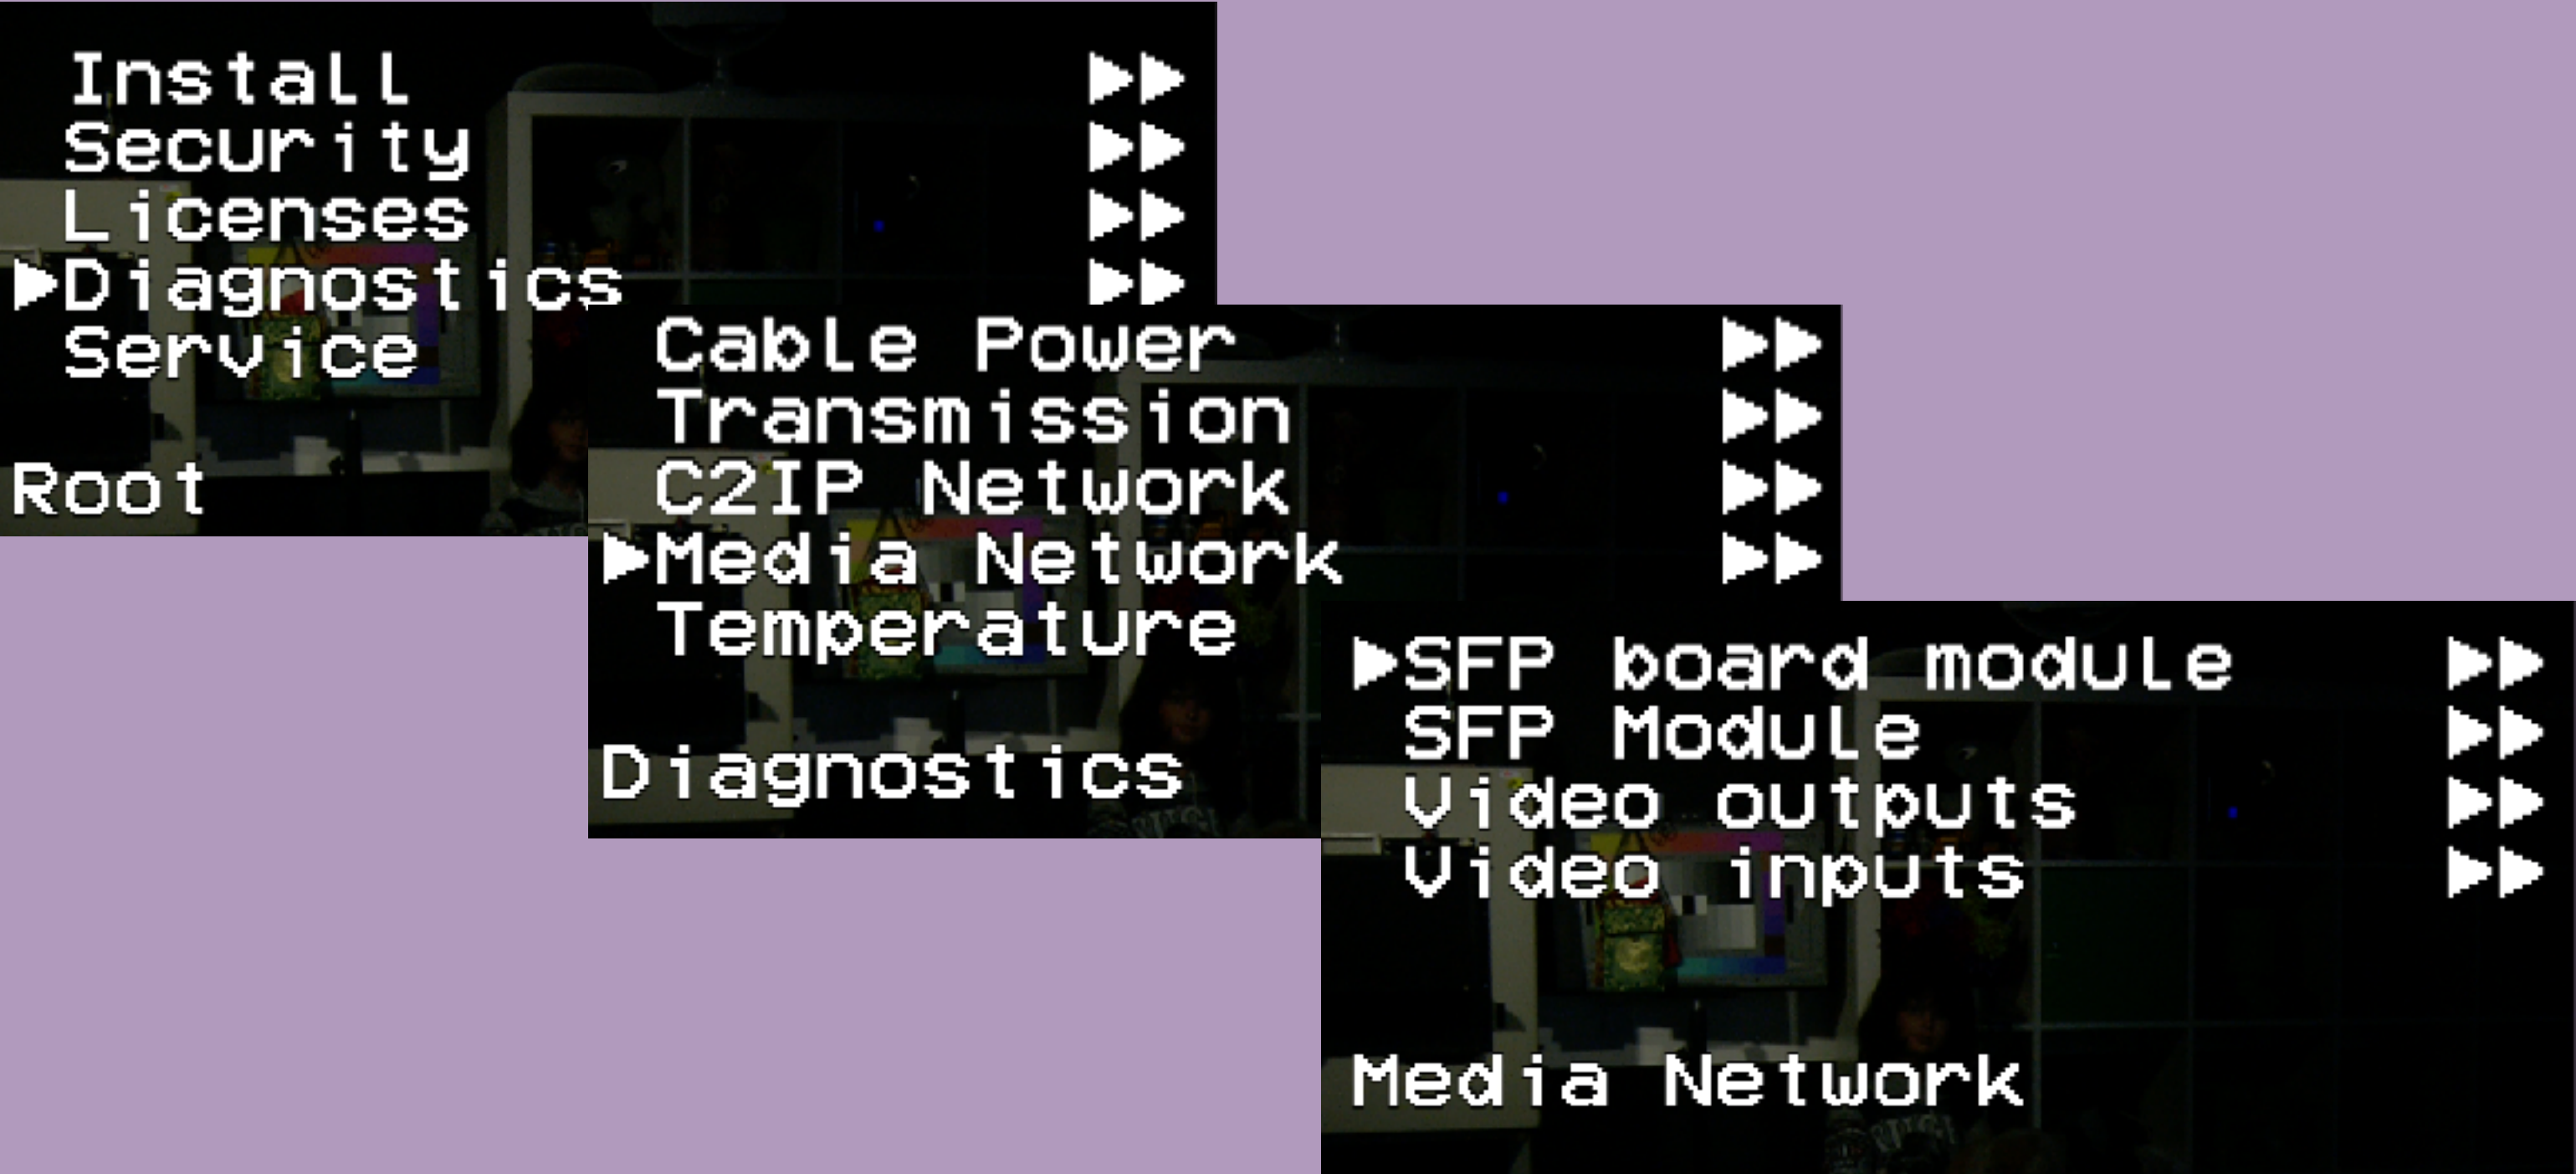 Install
Security
Licenses
Diagnostics
Service
Root
Cable Power
Transmission
C2IP Network
Media Network
Temperature
Diagnostics
SFP board module
SFP Module
Video outputs
Video inputs
Media Network